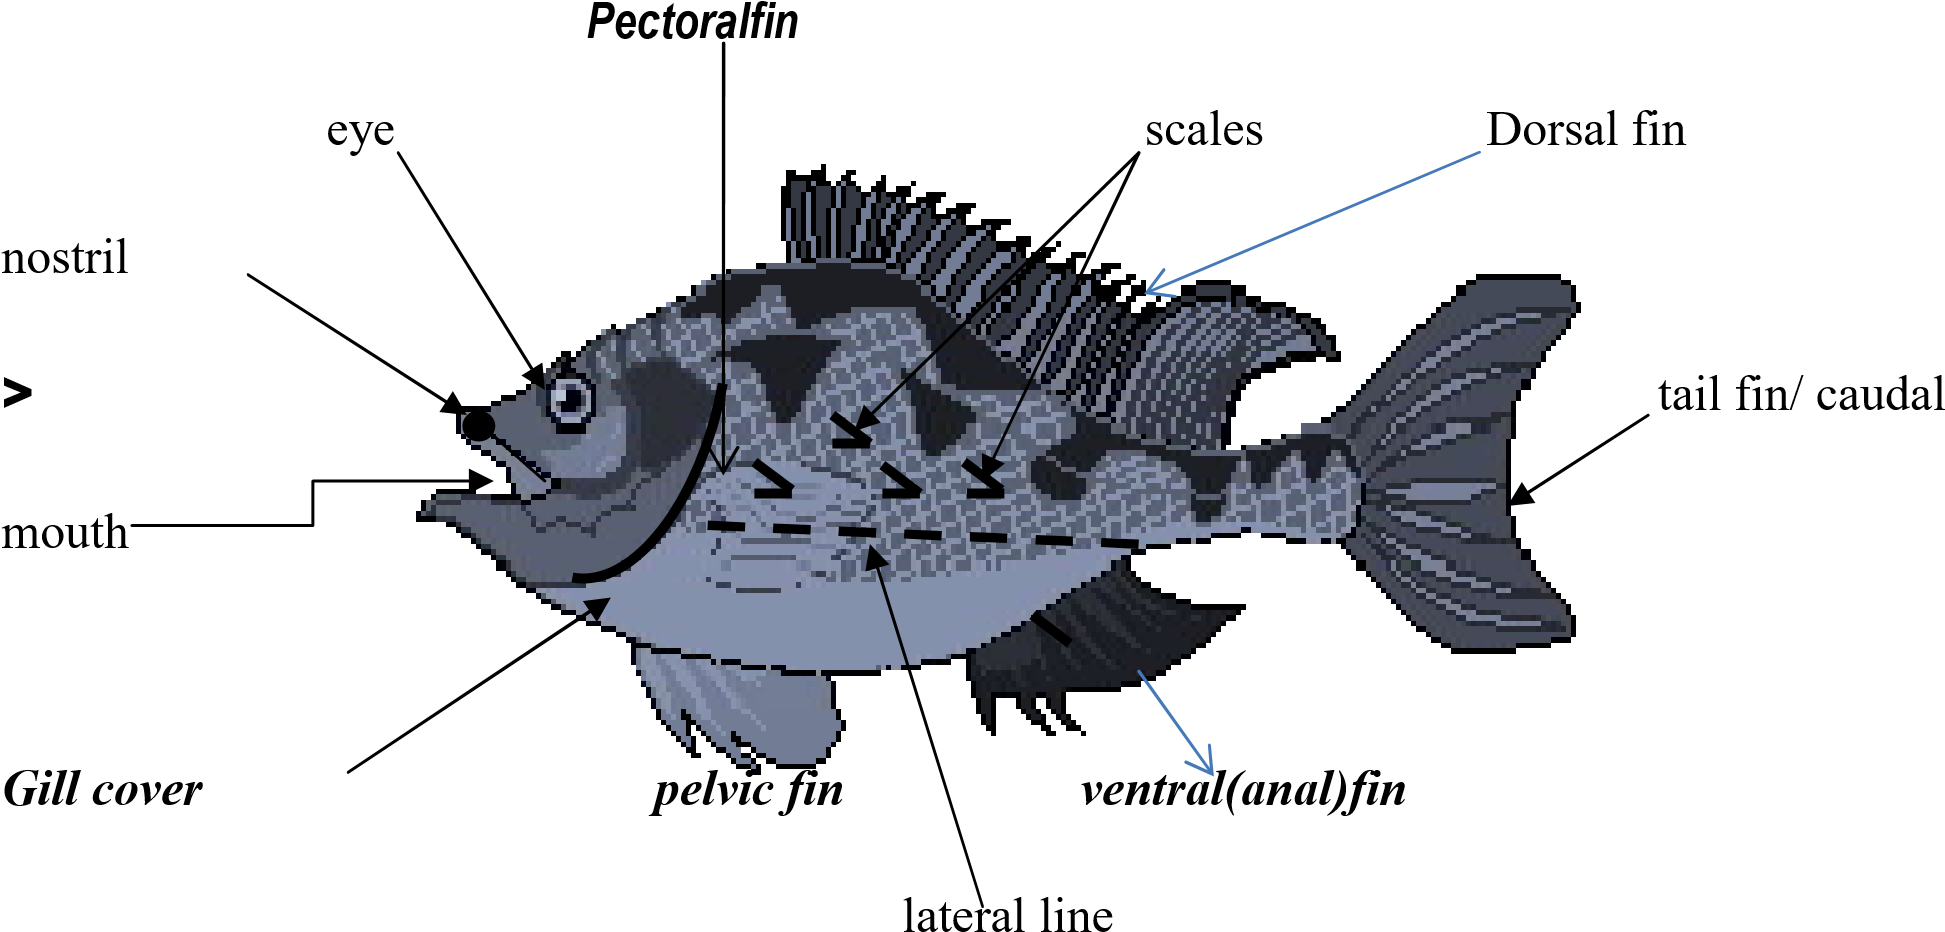 Pectoralfin
eye
scales
Dorsal fin
nostril
>
tail fin/ caudal
mouth
Gill cover
pelvic fin
ventral(anal)fin
lateral line